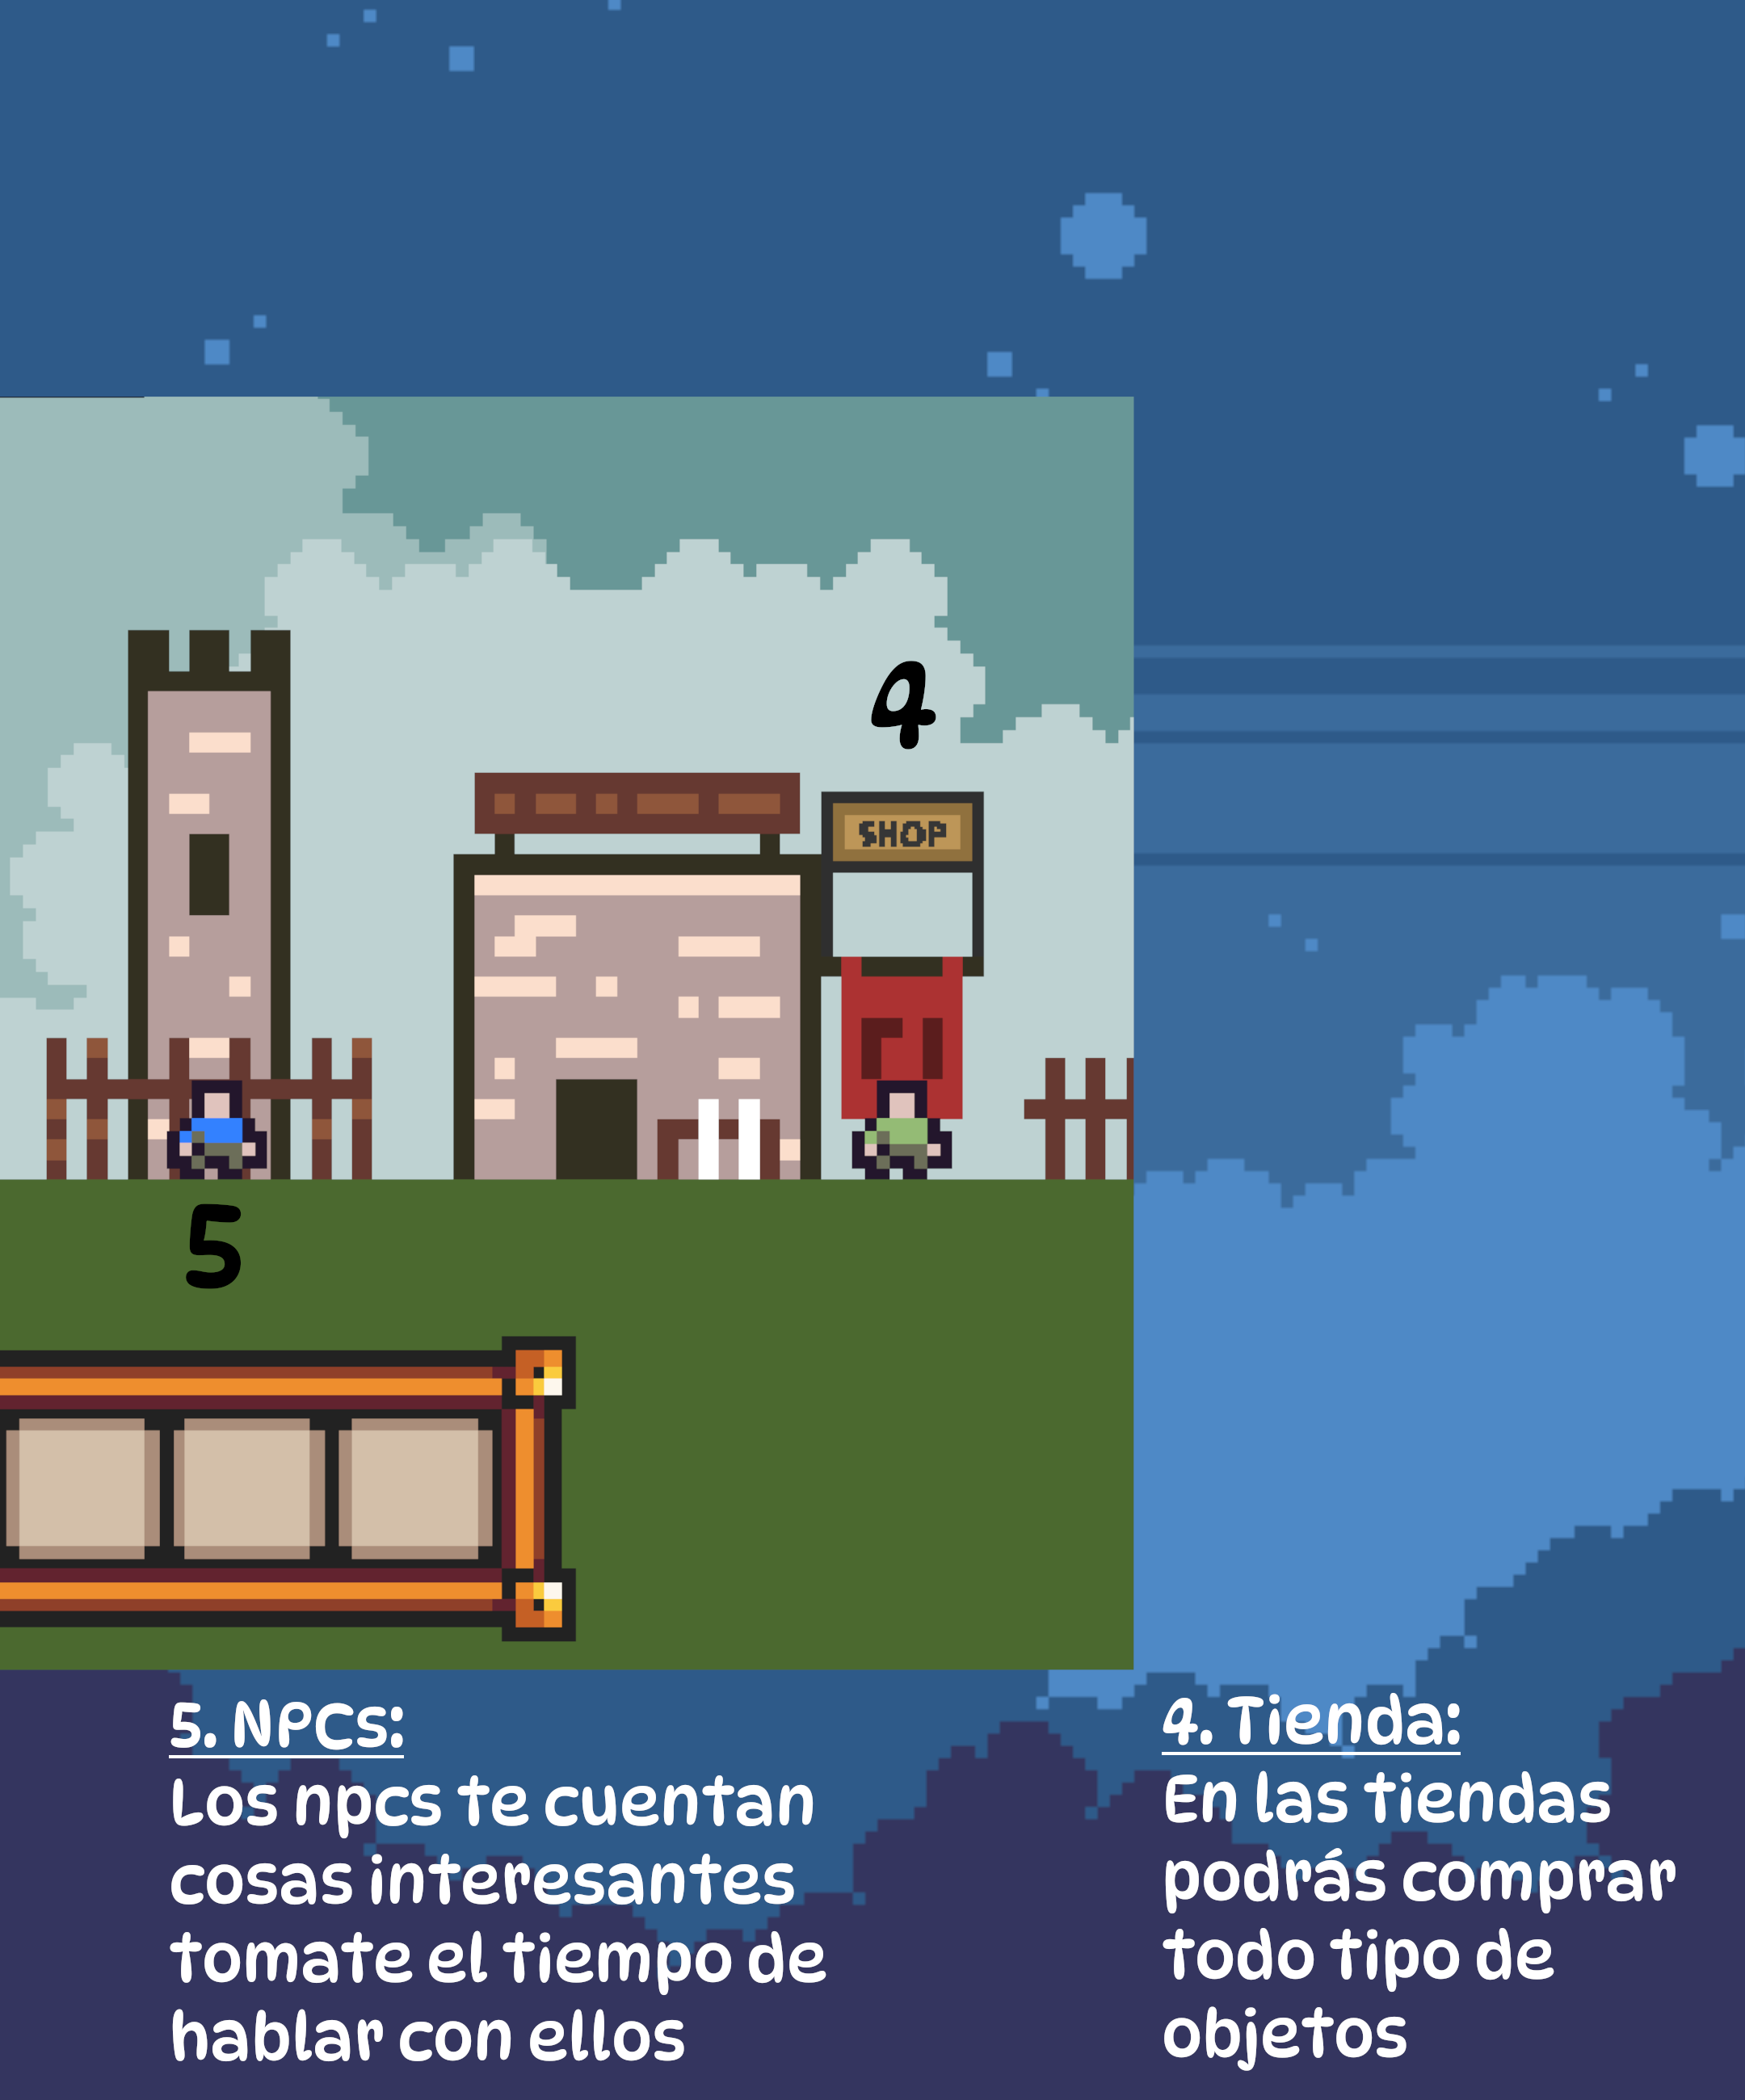 4
SHOP
5
5. NPCs:
Los npcs te cuentan
cosas interesantes
tomate el tiempo de
hablar con ellos
4. Tienda:
En las tiendas
podrás comprar
todo tipo de
objetos